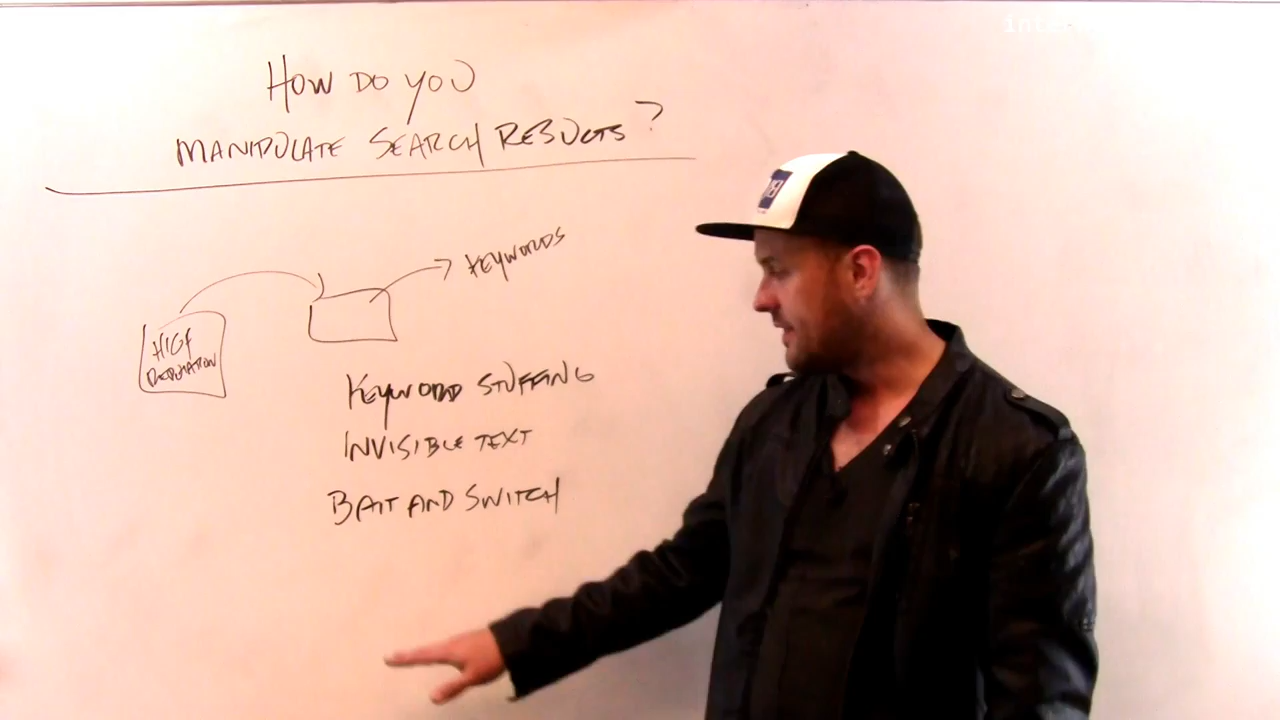 HOW DO YOU
MANIPULATE SEARCH RESULTS?
KEYWORDS
HIGH
REPUTATION
KEYWORD STUFFING
INVISIBLE TEXT
BAIT AND SWITCH